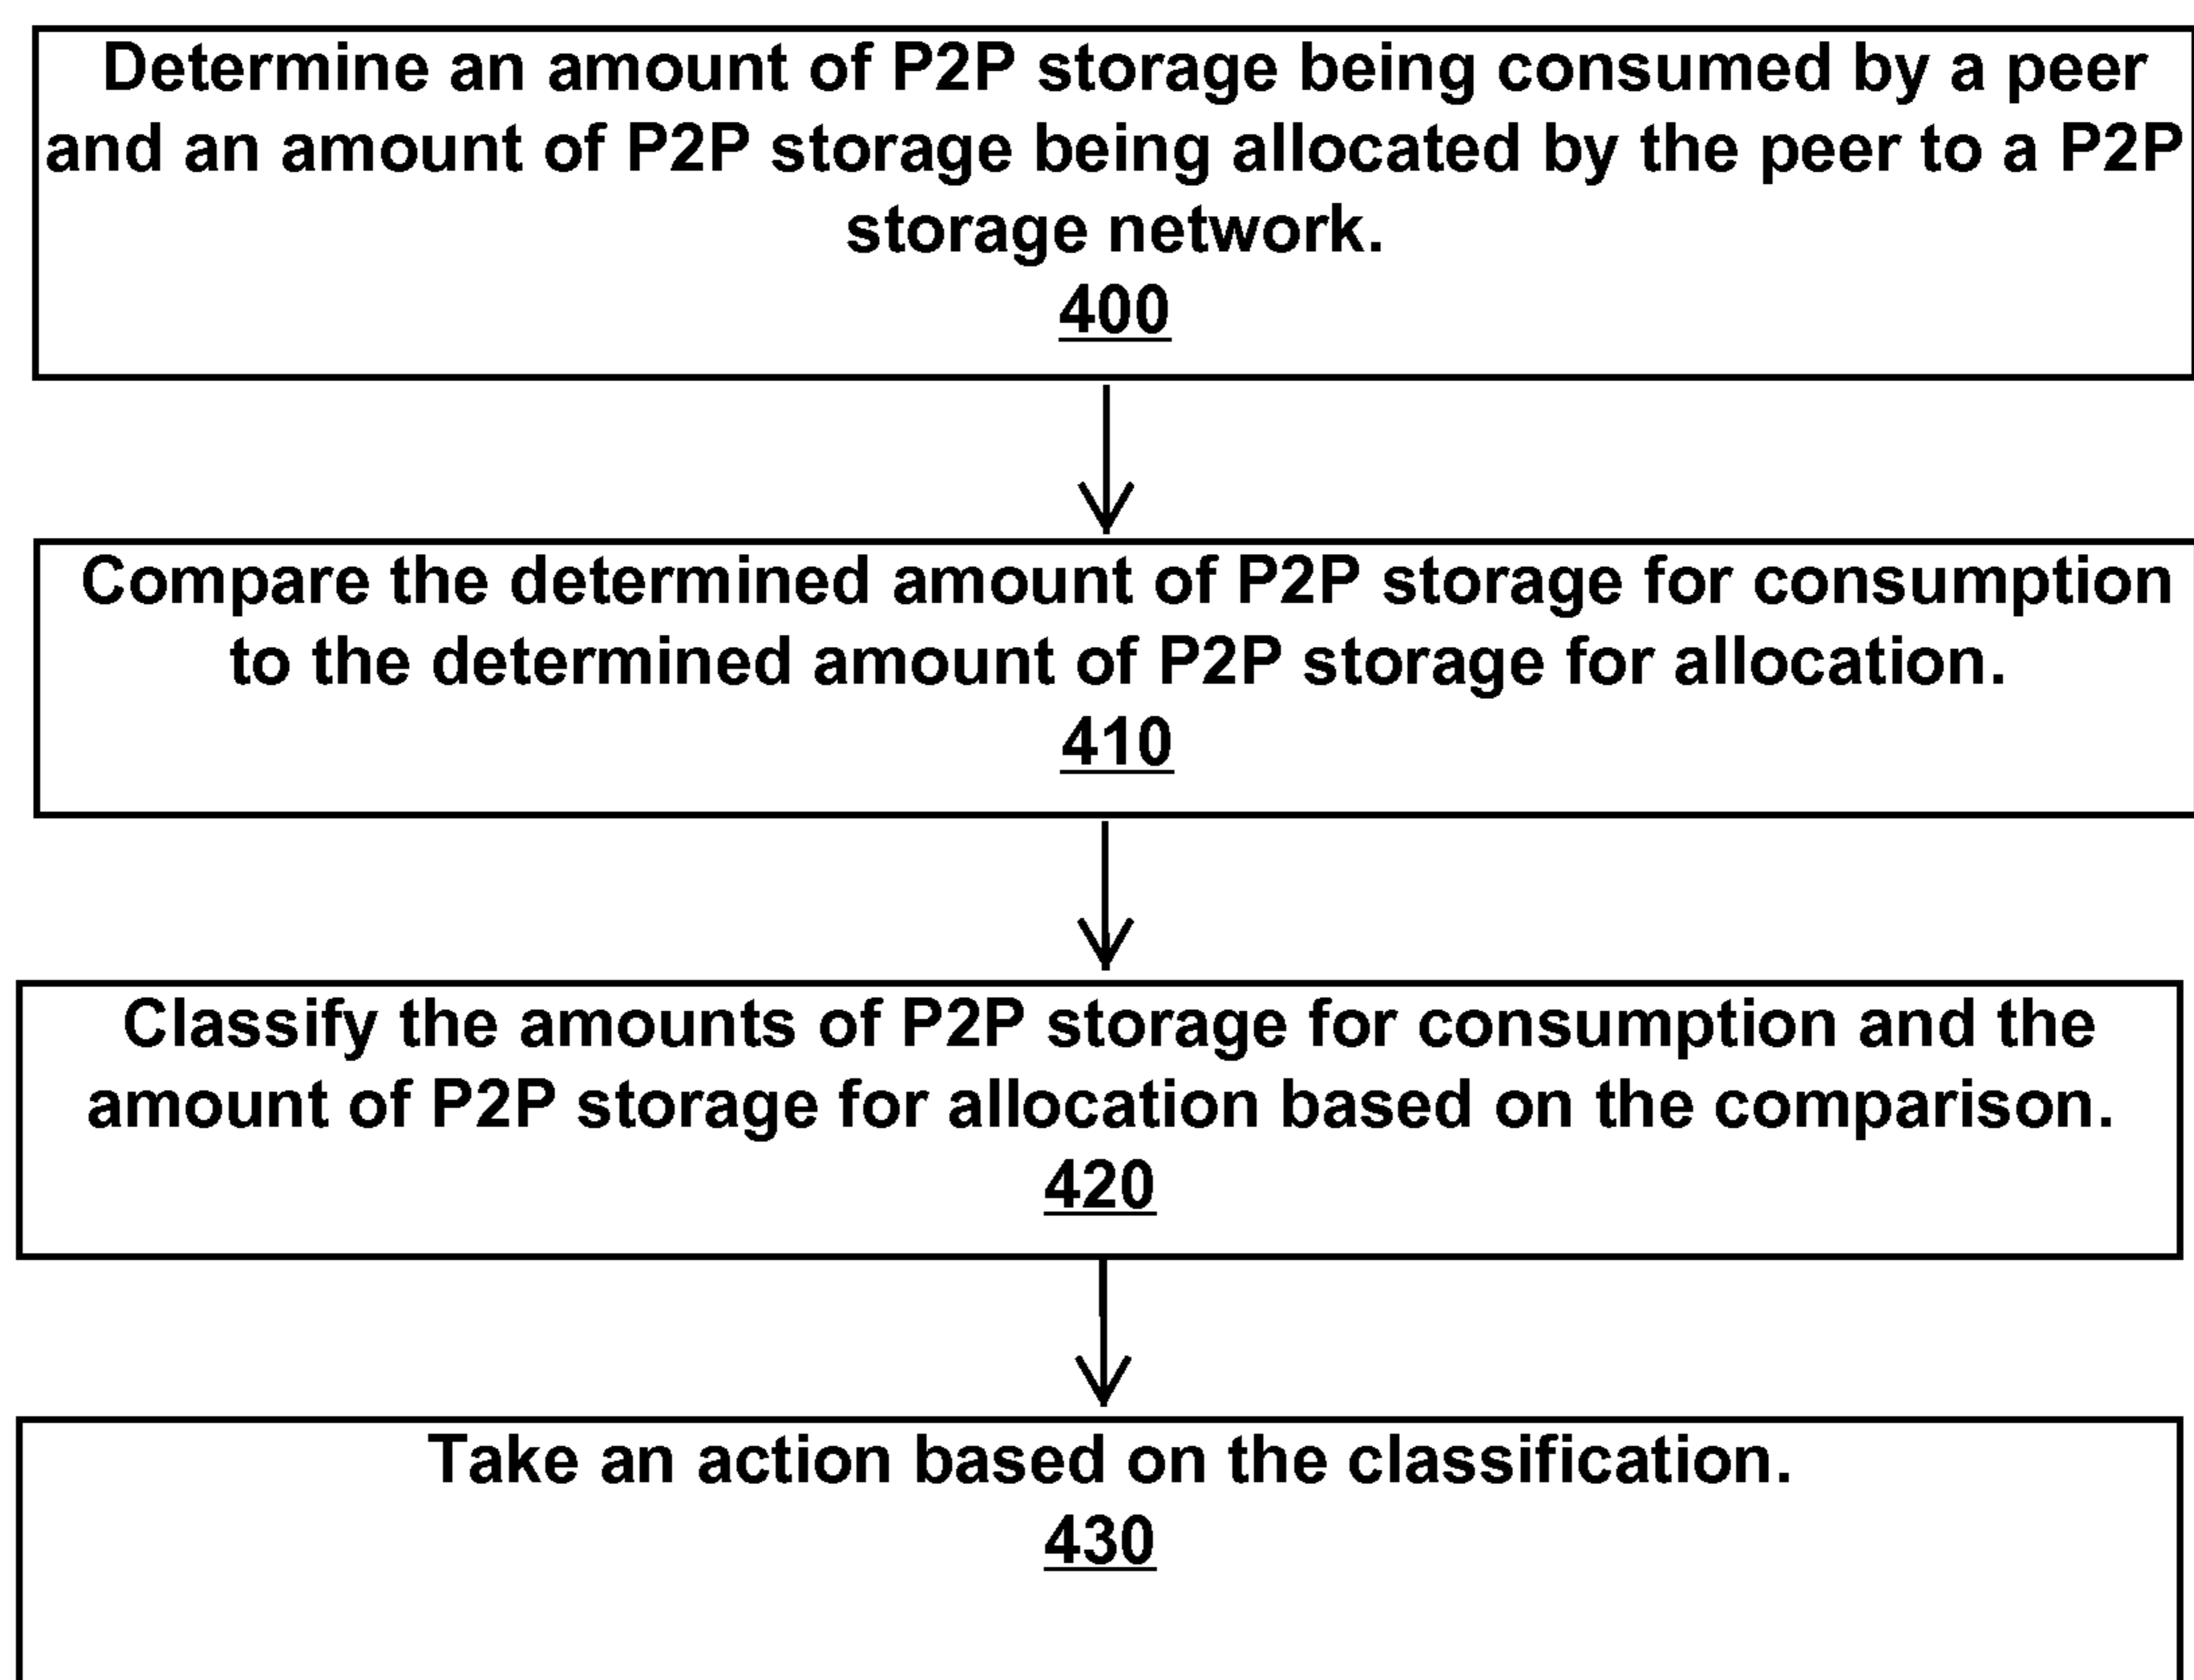 Determine an amount of P2P storage being consumed by a peer
and an amount of P2P storage being allocated by the peer to a P2P
storage network.
400
Compare the determined amount of P2P storage for consumption
to the determined amount of P2P storage for allocation.
410
Classify the amounts of P2P storage for consumption and the
amount of P2P storage for allocation based on the comparison.
420
Take an action based on the classification.
430